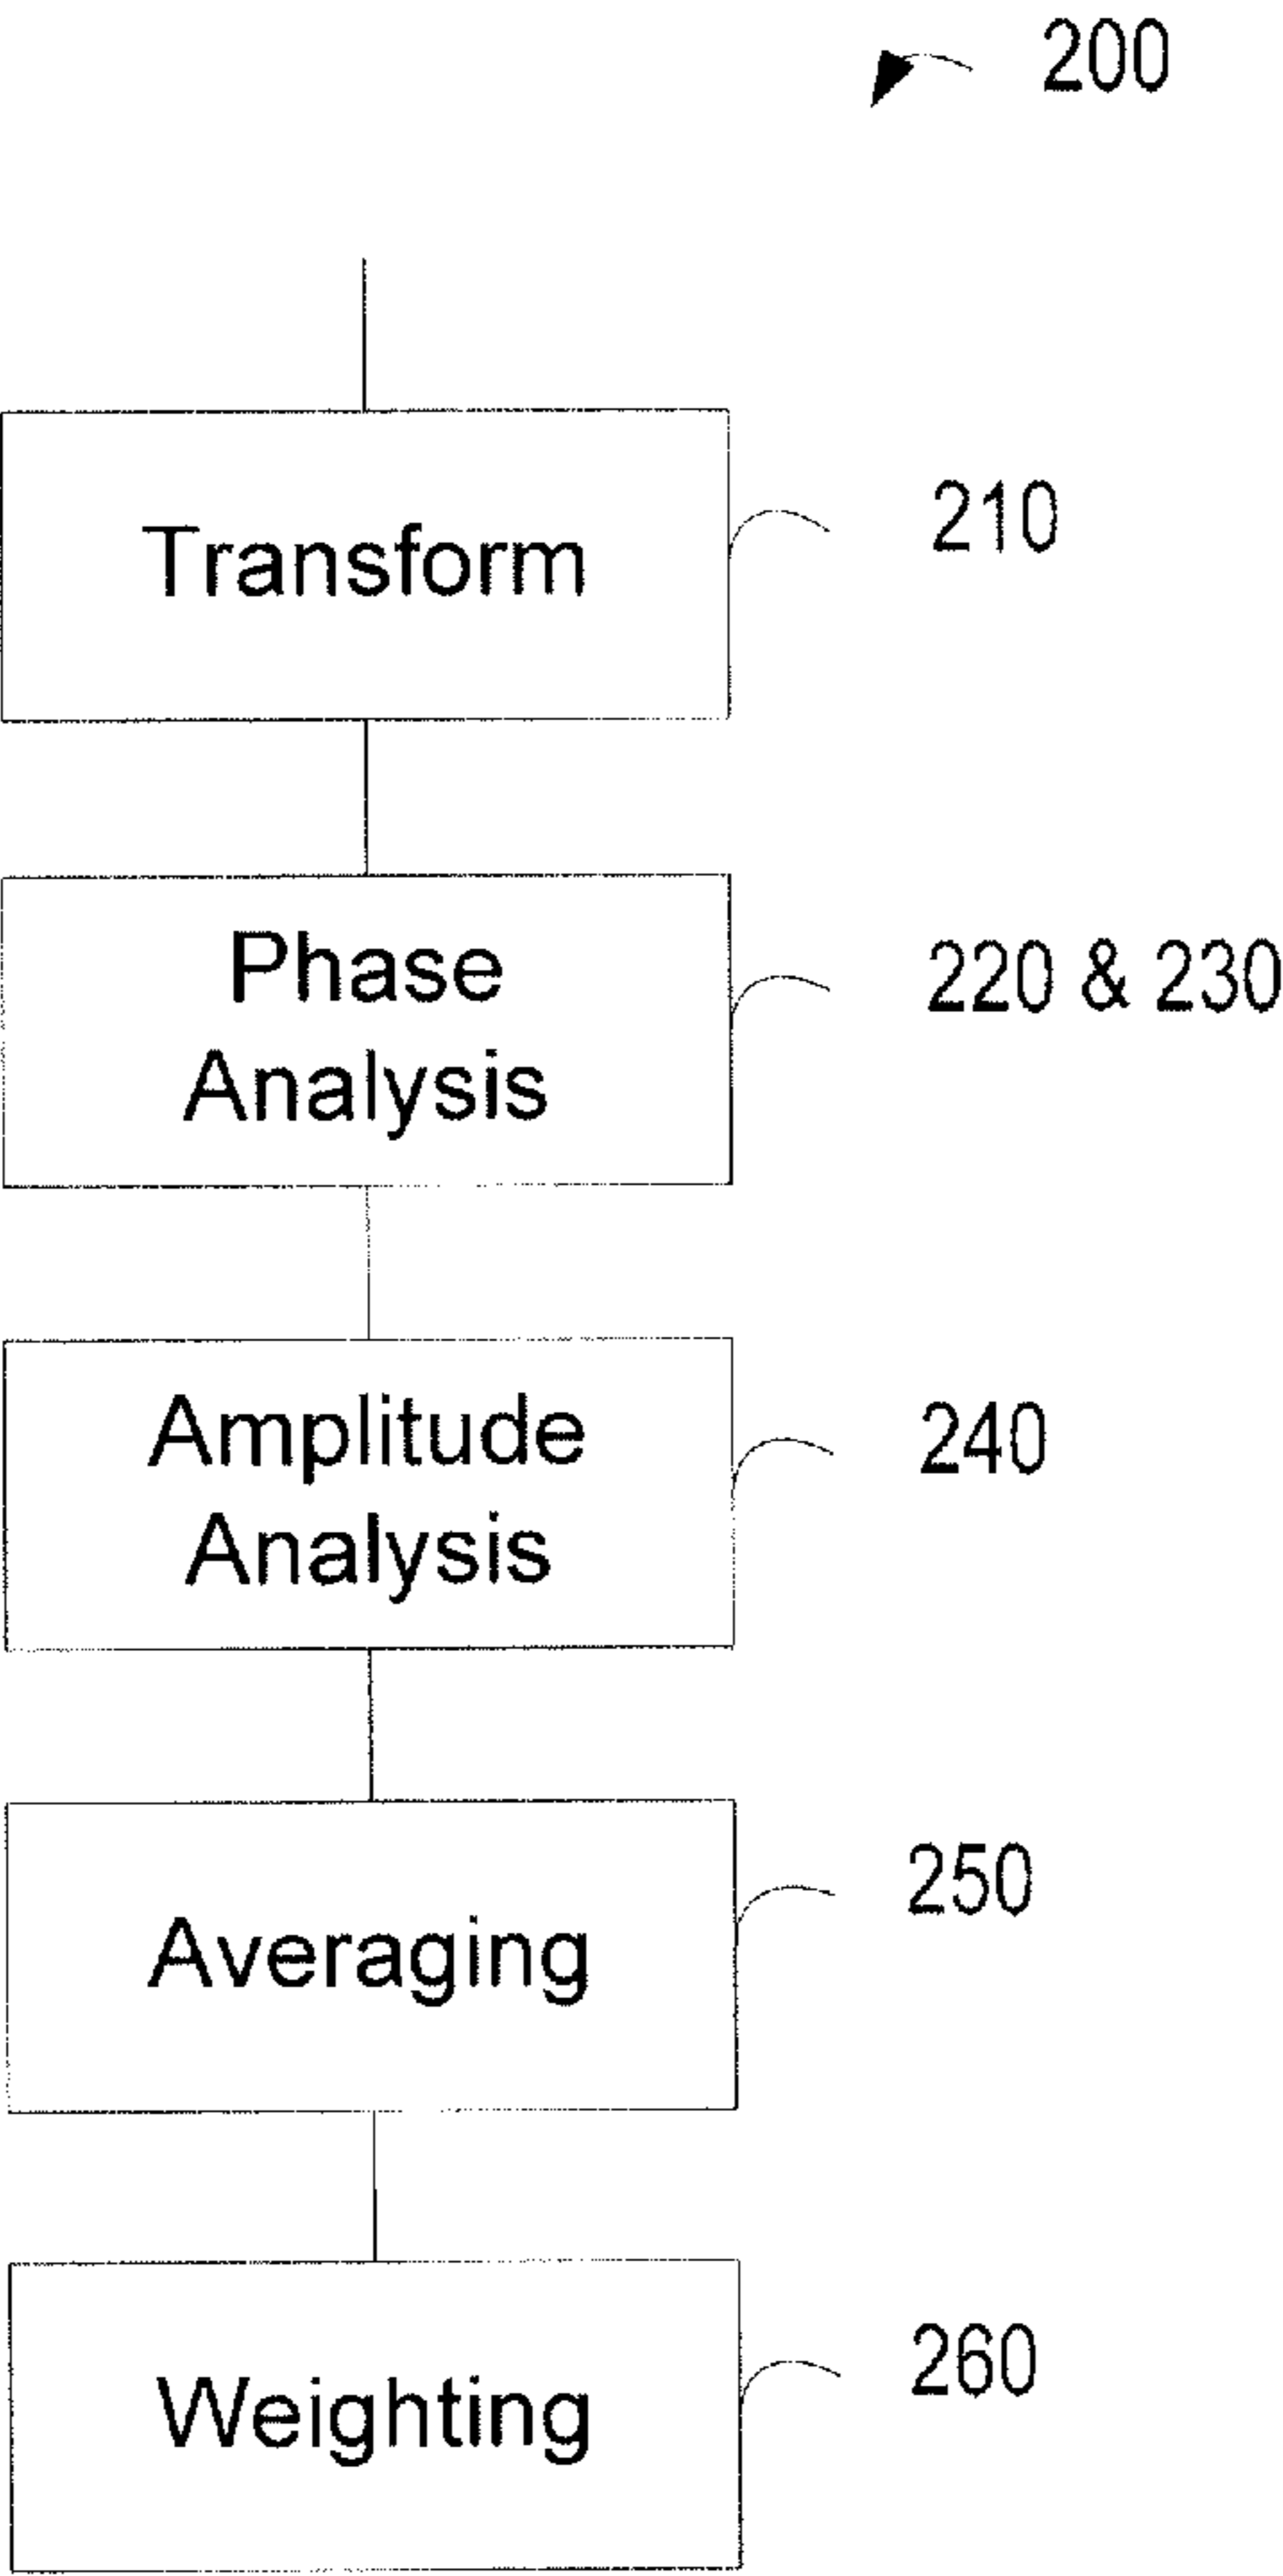 200
Transform
210
Phase
Analysis
220 & 230
Amplitude
Analysis
240
Averaging
250
Weighting
260